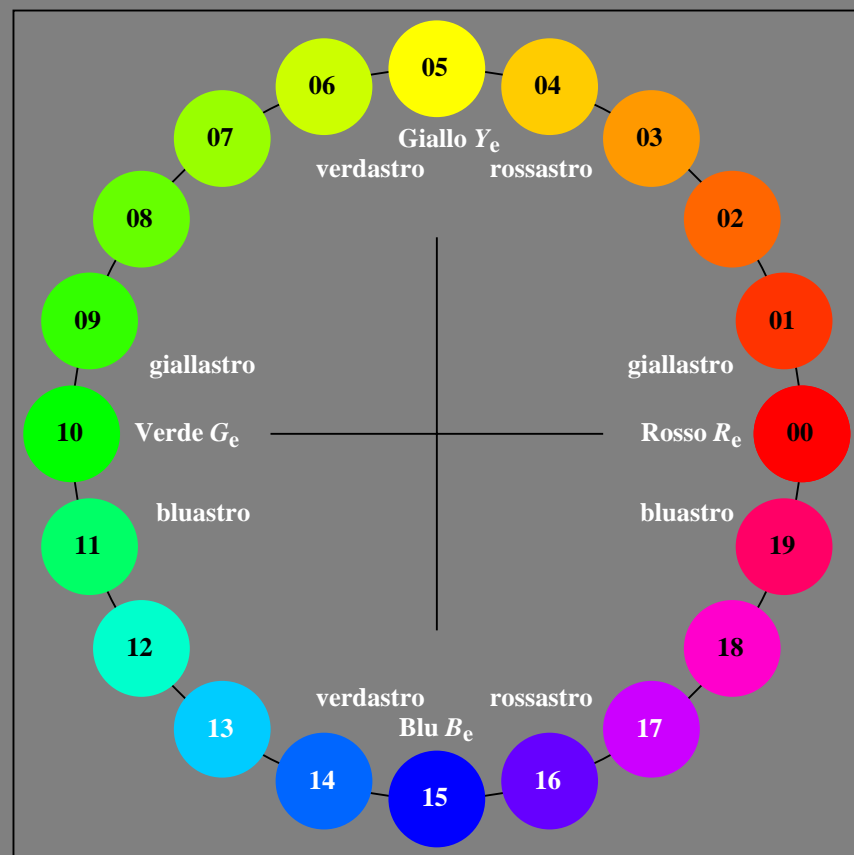 05
06
04
07
Giallo Ye
03
verdastro
rossastro
08
02
09
01
giallastro
giallastro
10
Verde Ge
Rosso Re
00
bluastro
bluastro
11
19
12
18
verdastro
rossastro
13
Blu Be
17
14
16
15